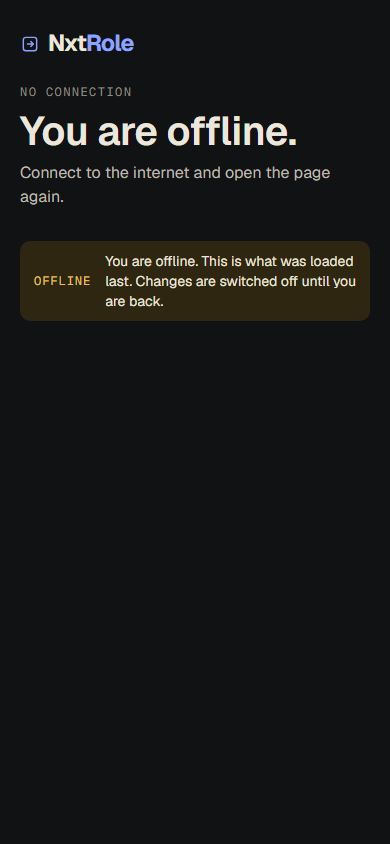 NxtRole
NO CONNECTION
You are offline.
Connect to the internet and open the page
again.
OFFLINE
You are offline. This is what was loaded
last. Changes are switched off until you
are back.